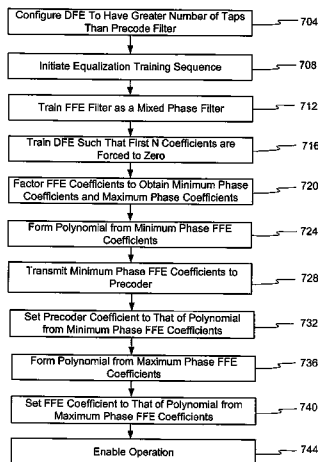 Configure DFE To Have Greater Number of Taps
Than Precode Filter
704
Initiate Equalization Training Sequence
708
Train FFE Filter as a Mixed Phase Filter
712
Train DFE Such That First N Coefficients are
Forced to Zero
716
Factor FFE Coefficients to Obtain Minimum Phase
Coefficients and Maximum Phase Coefficients
720
Form Polynomial from Minimum Phase FFE
Coefficients
724
Transmit Minimum Phase FFE Coefficients to
Precoder
728
Set Precoder Coefficient to That of Polynomial
from Minimum Phase FFE Coefficients
732
Form Polynomial from Maximum Phase FFE
Coefficients
736
Set FFE Coefficient to That of Polynomial from
Maximum Phase FFE Coefficients
740
Enable Operation
744